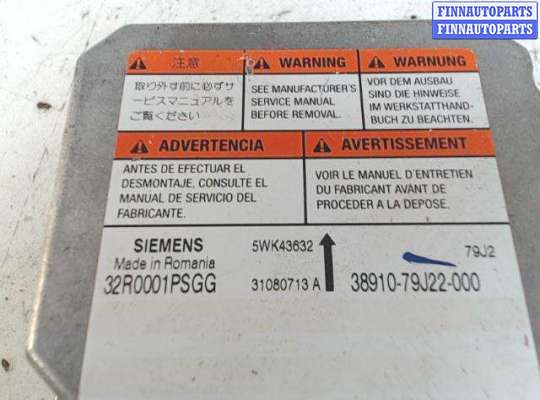 FINNAUTOPARTS
FINNAUTOPARTS
注意
取り外す前に必ずサ
ービスマニュアルを
ご覧ください
WARNING
SEE MANUFACTURER'S
SERVICE MANUAL
BEFORE REMOVAL.
WARNUNG
VOR DEM AUSBAU
SIND DIE HINWEISE
IM WERKSTATTHAND-
BUCH ZU BEACHTEN.
ADVERTENCIA
ANTES DE EFECTUAR EL
DESMONTAJE, CONSULTE EL
MANUAL DE SERVICIO DEL
FABRICANTE.
AVERTISSEMENT
VOIR LE MANUEL D'ENTRETIEN
DU FABRICANT AVANT DE
PROCEDER A LA DEPOSE.
SIEMENS 5WK43632 79J2
Made in Romania
32R0001PSGG 31080713 A 38910-79J22-000